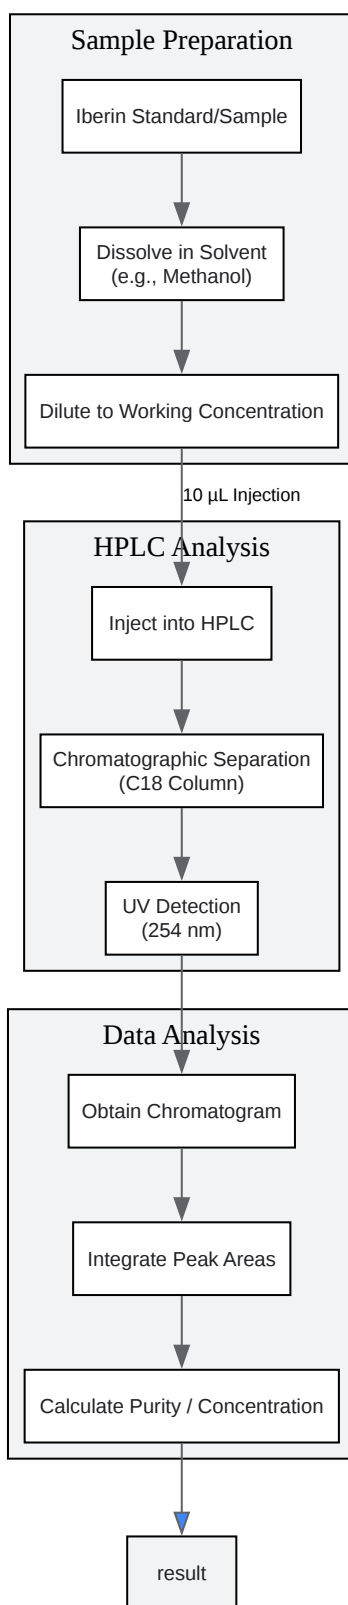 Sample Preparation
Iberin Standard/Sample
Dissolve in Solvent
(e.g., Methanol)
Dilute to Working Concentration
10 µL Injection
HPLC Analysis
Inject into HPLC
Chromatographic Separation
(C18 Column)
UV Detection
(254 nm)
Data Analysis
Obtain Chromatogram
Integrate Peak Areas
Calculate Purity / Concentration
result